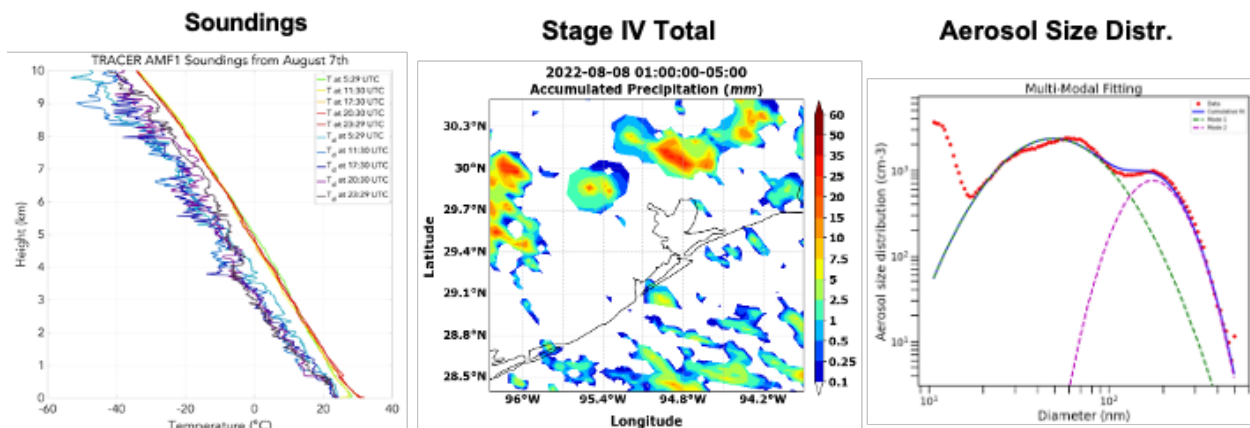 Soundings
Stage IV Total
Aerosol Size Distr.
TRACER AMF1 Soundings from August 7th
10
9
8
7
6
5
4
3
2
1
0
Height (km)
T at 5:29 UTC
T at 11:30 UTC
T at 17:30 UTC
T at 20:30 UTC
T at 23:29 UTC
T_d at 5:29 UTC
T_d at 11:30 UTC
T_d at 17:30 UTC
T_d at 20:30 UTC
T_d at 23:29 UTC
-60 -40 -20 0 20 40
Temperature (°C)
2022-08-08 01:00:00-05:00
Accumulated Precipitation (mm)
30.3°N
30°N
29.7°N
29.4°N
29.1°N
28.8°N
28.5°N
Latitude
96°W 95.4°W 94.8°W 94.2°W
Longitude
60
50
35
25
20
15
10
7.5
5
2.5
1
0.5
0.25
0.1
Multi-Modal Fitting
Data
Cumulative fit
Mode 1
Mode 2
10³
10²
10¹
Aerosol size distribution (cm-3)
10¹ 10²
Diameter (nm)